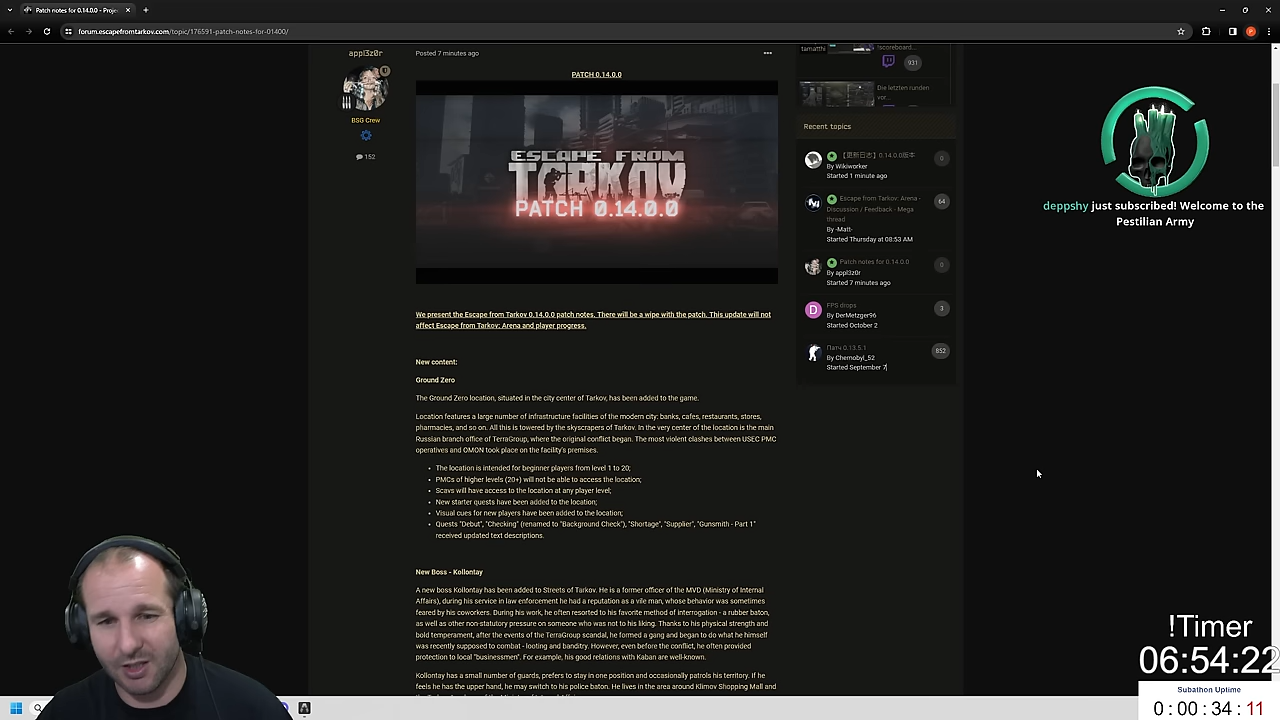 Patch notes for 0.14.0.0 - Proje
forum.escapefromtarkov.com/topic/176591-patch-notes-for-01400/
appl3z0r
BSG Crew
152
Posted 7 minutes ago
PATCH 0.14.0.0
ESCAPE FROM
TARKOV
PATCH 0.14.0.0
We present the Escape from Tarkov 0.14.0.0 patch notes. There will be a wipe with the patch. This update will not
affect Escape from Tarkov: Arena and player progress.
New content:
Ground Zero
The Ground Zero location, situated in the city center of Tarkov, has been added to the game.
Location features a large number of infrastructure facilities of the modern city: banks, cafes, restaurants, stores,
pharmacies, and so on. All this is towered by the skyscrapers of Tarkov. In the very center of the location is the main
Russian branch office of TerraGroup, where the original conflict began. The most violent clashes between USEC PMC
operatives and OMON took place on the facility's premises.
• The location is intended for beginner players from level 1 to 20;
• PMCs of higher levels (20+) will not be able to access the location;
• Scavs will have access to the location at any player level;
• New starter quests have been added to the location;
• Visual cues for new players have been added to the location;
• Quests "Debut", "Checking" (renamed to "Background Check"), "Shortage", "Supplier", "Gunsmith - Part 1"
received updated text descriptions.
New Boss - Kollontay
A new boss Kollontay has been added to Streets of Tarkov. He is a former officer of the MVD (Ministry of Internal
Affairs), during his service in law enforcement he had a reputation as a vile man, whose behavior was sometimes
feared by his coworkers. During his work, he often resorted to his favorite method of interrogation - a rubber baton,
as well as other non-statutory pressure on someone who was not to his liking. Thanks to his physical strength and
bold temperament, after the events of the TerraGroup scandal, he formed a gang and began to do what he himself
was recently supposed to combat - looting and banditry. However, even before the conflict, he often provided
protection to local "businessmen". For example, his good relations with Kaban are well-known.
Kollontay has a small number of guards, prefers to stay in one position and occasionally patrols his territory. If he
feels he has the upper hand, he may switch to his police baton. He lives in the area around Klimov Shopping Mall and
tamatthi
!scoreboard...
931
Die letzten runden
vor...
Recent topics
【更新日志】0.14.0.0版本
By Wikiworker
Started 1 minute ago
0
Escape from Tarkov: Arena -
Discussion / Feedback - Mega
thread
By -Matt-
Started Thursday at 08:53 AM
64
Patch notes for 0.14.0.0
By appl3z0r
Started 7 minutes ago
0
D
FPS drops
By DerMetzger96
Started October 2
3
Патч 0.13.5.1
By Chernobyl_52
Started September 7
852
deppshy just subscribed! Welcome to the
Pestilian Army
!Timer
06:54:22
Subathon Uptime
0:00:34:11